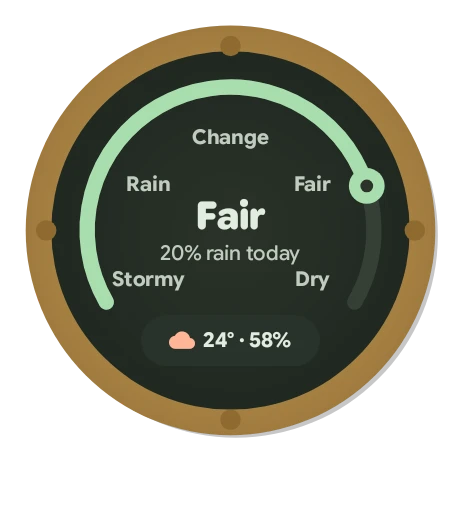 Change
Rain Fair
Fair
20% rain today
Stormy Dry
24° · 58%